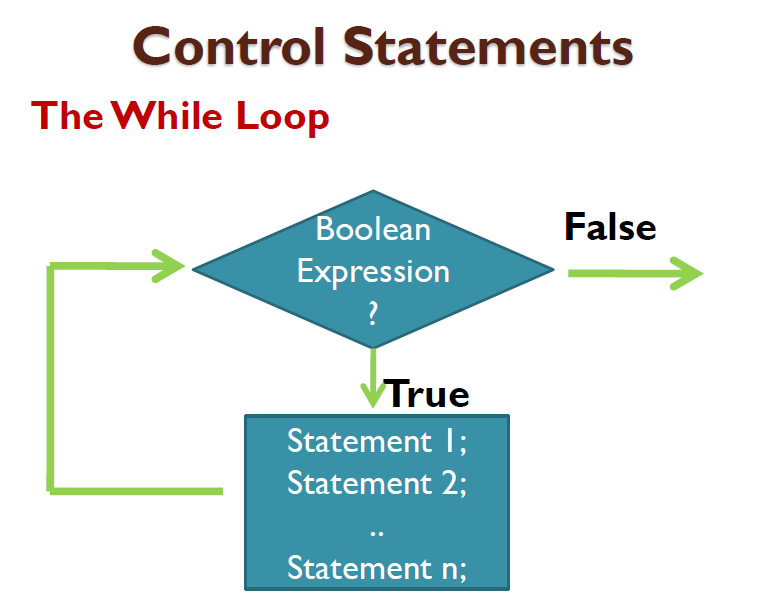 Control Statements
The While Loop
Boolean
Expression
?
False
True
Statement 1;
Statement 2;
..
Statement n;